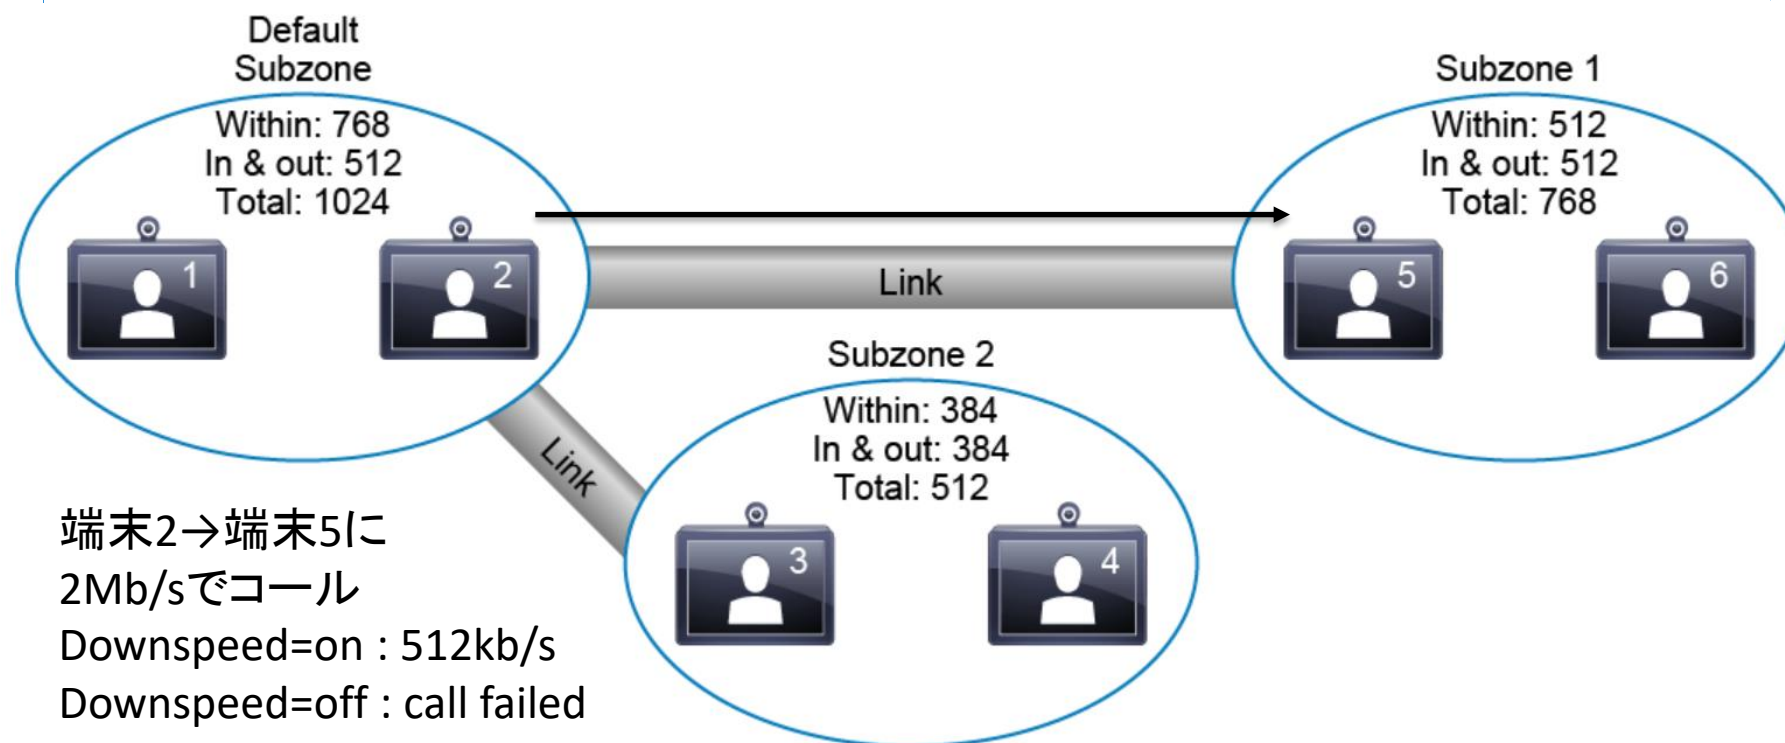 Default
Subzone
Within: 768
In & out: 512
Total: 1024
1
2
Link
Subzone 1
Within: 512
In & out: 512
Total: 768
5
6
Link
Subzone 2
Within: 384
In & out: 384
Total: 512
3
4
端末2→端末5に
2Mb/sでコール
Downspeed=on : 512kb/s
Downspeed=off : call failed